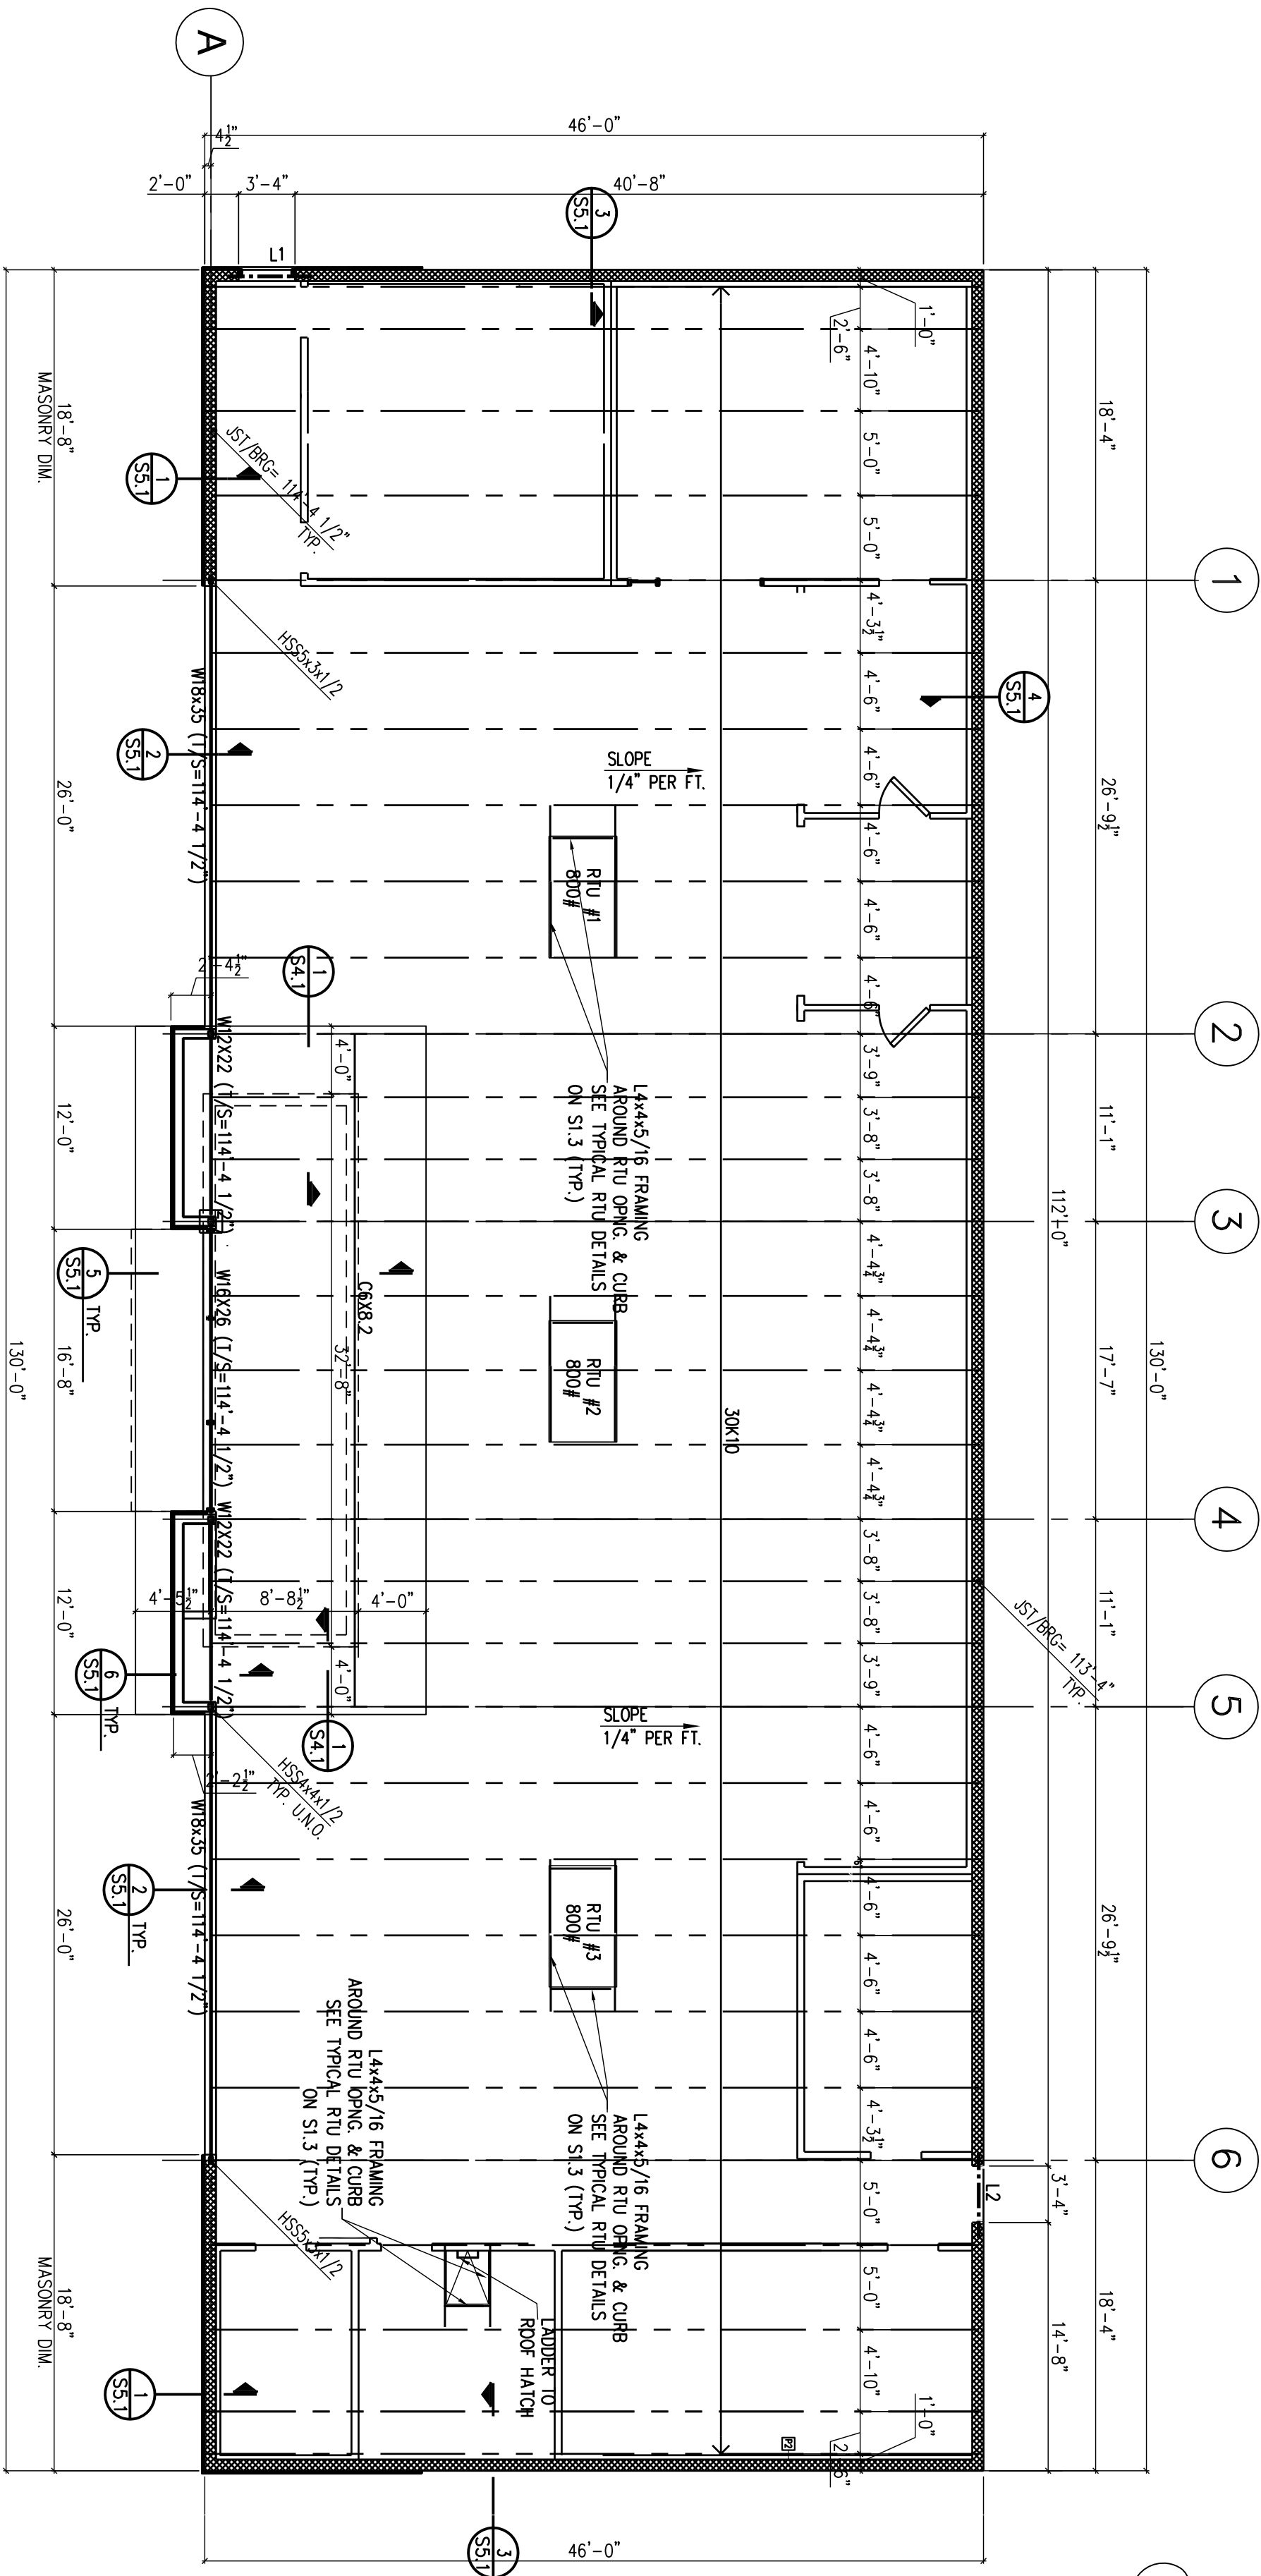 A
1
2
3
4
5
6
130'-0"
18'-4"
26'-9½"
11'-1"
17'-7"
11'-1"
26'-9½"
18'-4"
112'-0"
3'-4"
14'-8"
L2
46'-0"
40'-8"
3'-4"
2'-0"
4½"
L1
3
S5.1
4
S5.1
1'-0"
2'-6"
4'-10"
5'-0"
5'-0"
4'-3½"
4'-6"
4'-6"
4'-6"
4'-6"
4'-6"
3'-9"
3'-8"
3'-8"
4'-4¾"
4'-4¾"
4'-4¾"
4'-4¾"
3'-8"
3'-8"
3'-9"
4'-6"
4'-6"
4'-6"
4'-6"
4'-6"
4'-3½"
5'-0"
5'-0"
4'-10"
1'-0"
2'-6"
JST/BRG= 113'-4"
TYP.
30K10
P2
SLOPE
1/4" PER FT.
SLOPE
1/4" PER FT.
RTU #1
800#
RTU #2
800#
RTU #3
800#
L4x4x5/16 FRAMING
AROUND RTU OPNG. & CURB
SEE TYPICAL RTU DETAILS
ON S1.3 (TYP.)
L4x4x5/16 FRAMING
AROUND RTU OPNG. & CURB
SEE TYPICAL RTU DETAILS
ON S1.3 (TYP.)
L4x4x5/16 FRAMING
AROUND RTU OPNG. & CURB
SEE TYPICAL RTU DETAILS
ON S1.3 (TYP.)
LADDER TO
ROOF HATCH
JST/BRG= 114'-4 1/2"
TYP.
HSS5x3x1/2
1
S4.1
4'-0"
32'-8"
4'-0"
C6X8.2
4'-5½"
8'-8½"
4'-0"
1
S4.1
HSS4x4x1/2
TYP. U.N.O.
HSS5x3x1/2
2'-4½"
2'-2½"
W18x35 (T/S=114'-4 1/2")
W12X22 (T/S=114'-4 1/2")
W16X26 (T/S=114'-4 1/2")
W12X22 (T/S=114'-4 1/2")
W18x35 (T/S=114'-4 1/2")
1
S5.1
2
S5.1
5
S5.1
TYP.
6
S5.1
TYP.
2
S5.1
TYP.
1
S5.1
3
S5.1
46'-0"
18'-8"
MASONRY DIM.
26'-0"
12'-0"
16'-8"
12'-0"
26'-0"
18'-8"
MASONRY DIM.
130'-0"